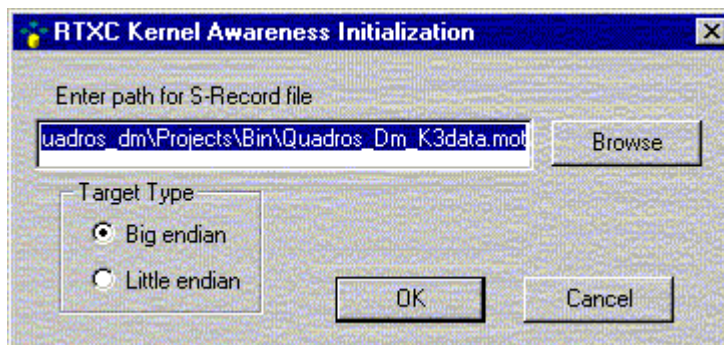 RTXC Kernel Awareness Initialization
Enter path for S-Record file
uadros_dm\Projects\Bin\Quadros_Dm_K3data.mot
Browse
Target Type
Big endian
Little endian
OK
Cancel